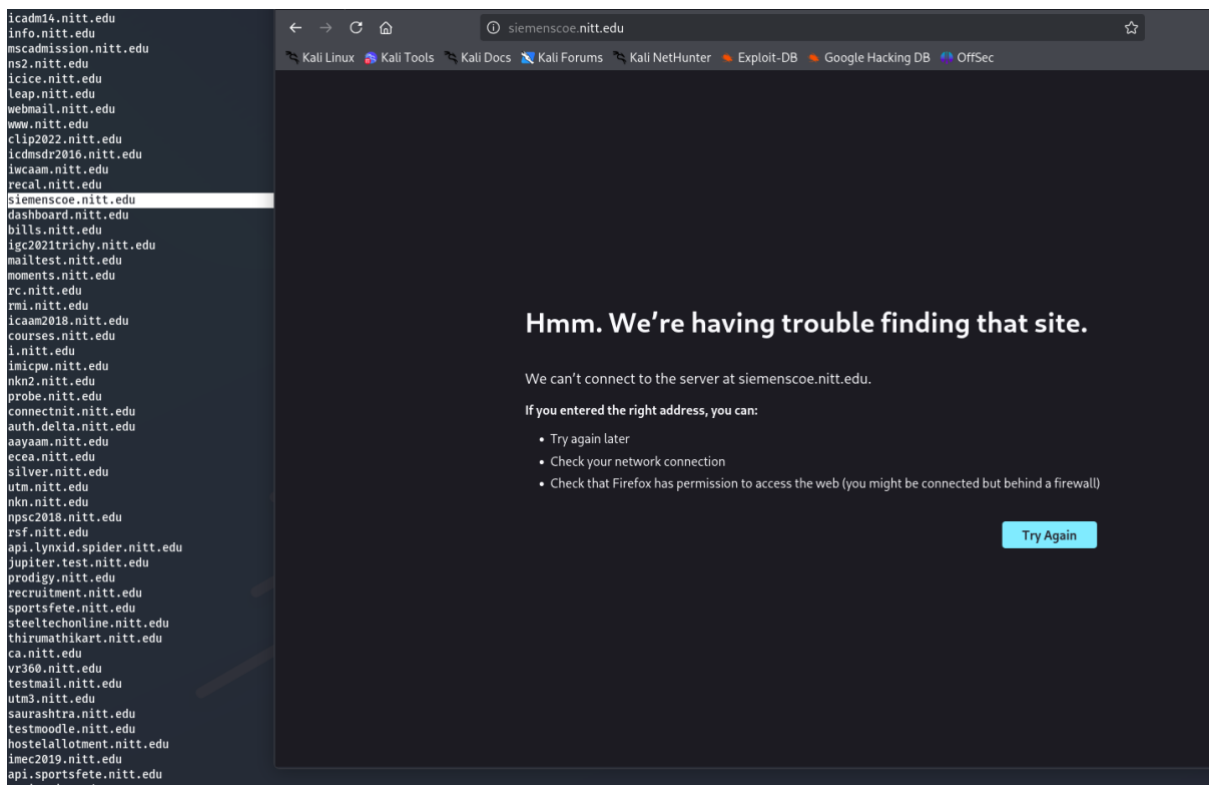 icadm14.nitt.edu
info.nitt.edu
mscadmission.nitt.edu
ns2.nitt.edu
icice.nitt.edu
leap.nitt.edu
webmail.nitt.edu
www.nitt.edu
clip2022.nitt.edu
icdmsdr2016.nitt.edu
iwcaam.nitt.edu
recal.nitt.edu
siemenscoe.nitt.edu
dashboard.nitt.edu
bills.nitt.edu
igc2021trichy.nitt.edu
mailtest.nitt.edu
moments.nitt.edu
rc.nitt.edu
rmi.nitt.edu
icaam2018.nitt.edu
courses.nitt.edu
i.nitt.edu
imicpw.nitt.edu
nkn2.nitt.edu
probe.nitt.edu
connectnit.nitt.edu
auth.delta.nitt.edu
aayaam.nitt.edu
ecea.nitt.edu
silver.nitt.edu
utm.nitt.edu
nkn.nitt.edu
npsc2018.nitt.edu
rsf.nitt.edu
api.lynxid.spider.nitt.edu
jupiter.test.nitt.edu
prodigy.nitt.edu
recruitment.nitt.edu
sportsfete.nitt.edu
steeltechonline.nitt.edu
thirumathikart.nitt.edu
ca.nitt.edu
vr360.nitt.edu
testmail.nitt.edu
utm3.nitt.edu
saurashtra.nitt.edu
testmoodle.nitt.edu
hostelallotment.nitt.edu
imec2019.nitt.edu
api.sportsfete.nitt.edu
siemenscoe.nitt.edu
Kali Linux Kali Tools Kali Docs Kali Forums Kali NetHunter Exploit-DB Google Hacking DB OffSec
Hmm. We're having trouble finding that site.
We can't connect to the server at siemenscoe.nitt.edu.
If you entered the right address, you can:
• Try again later
• Check your network connection
• Check that Firefox has permission to access the web (you might be connected but behind a firewall)
Try Again